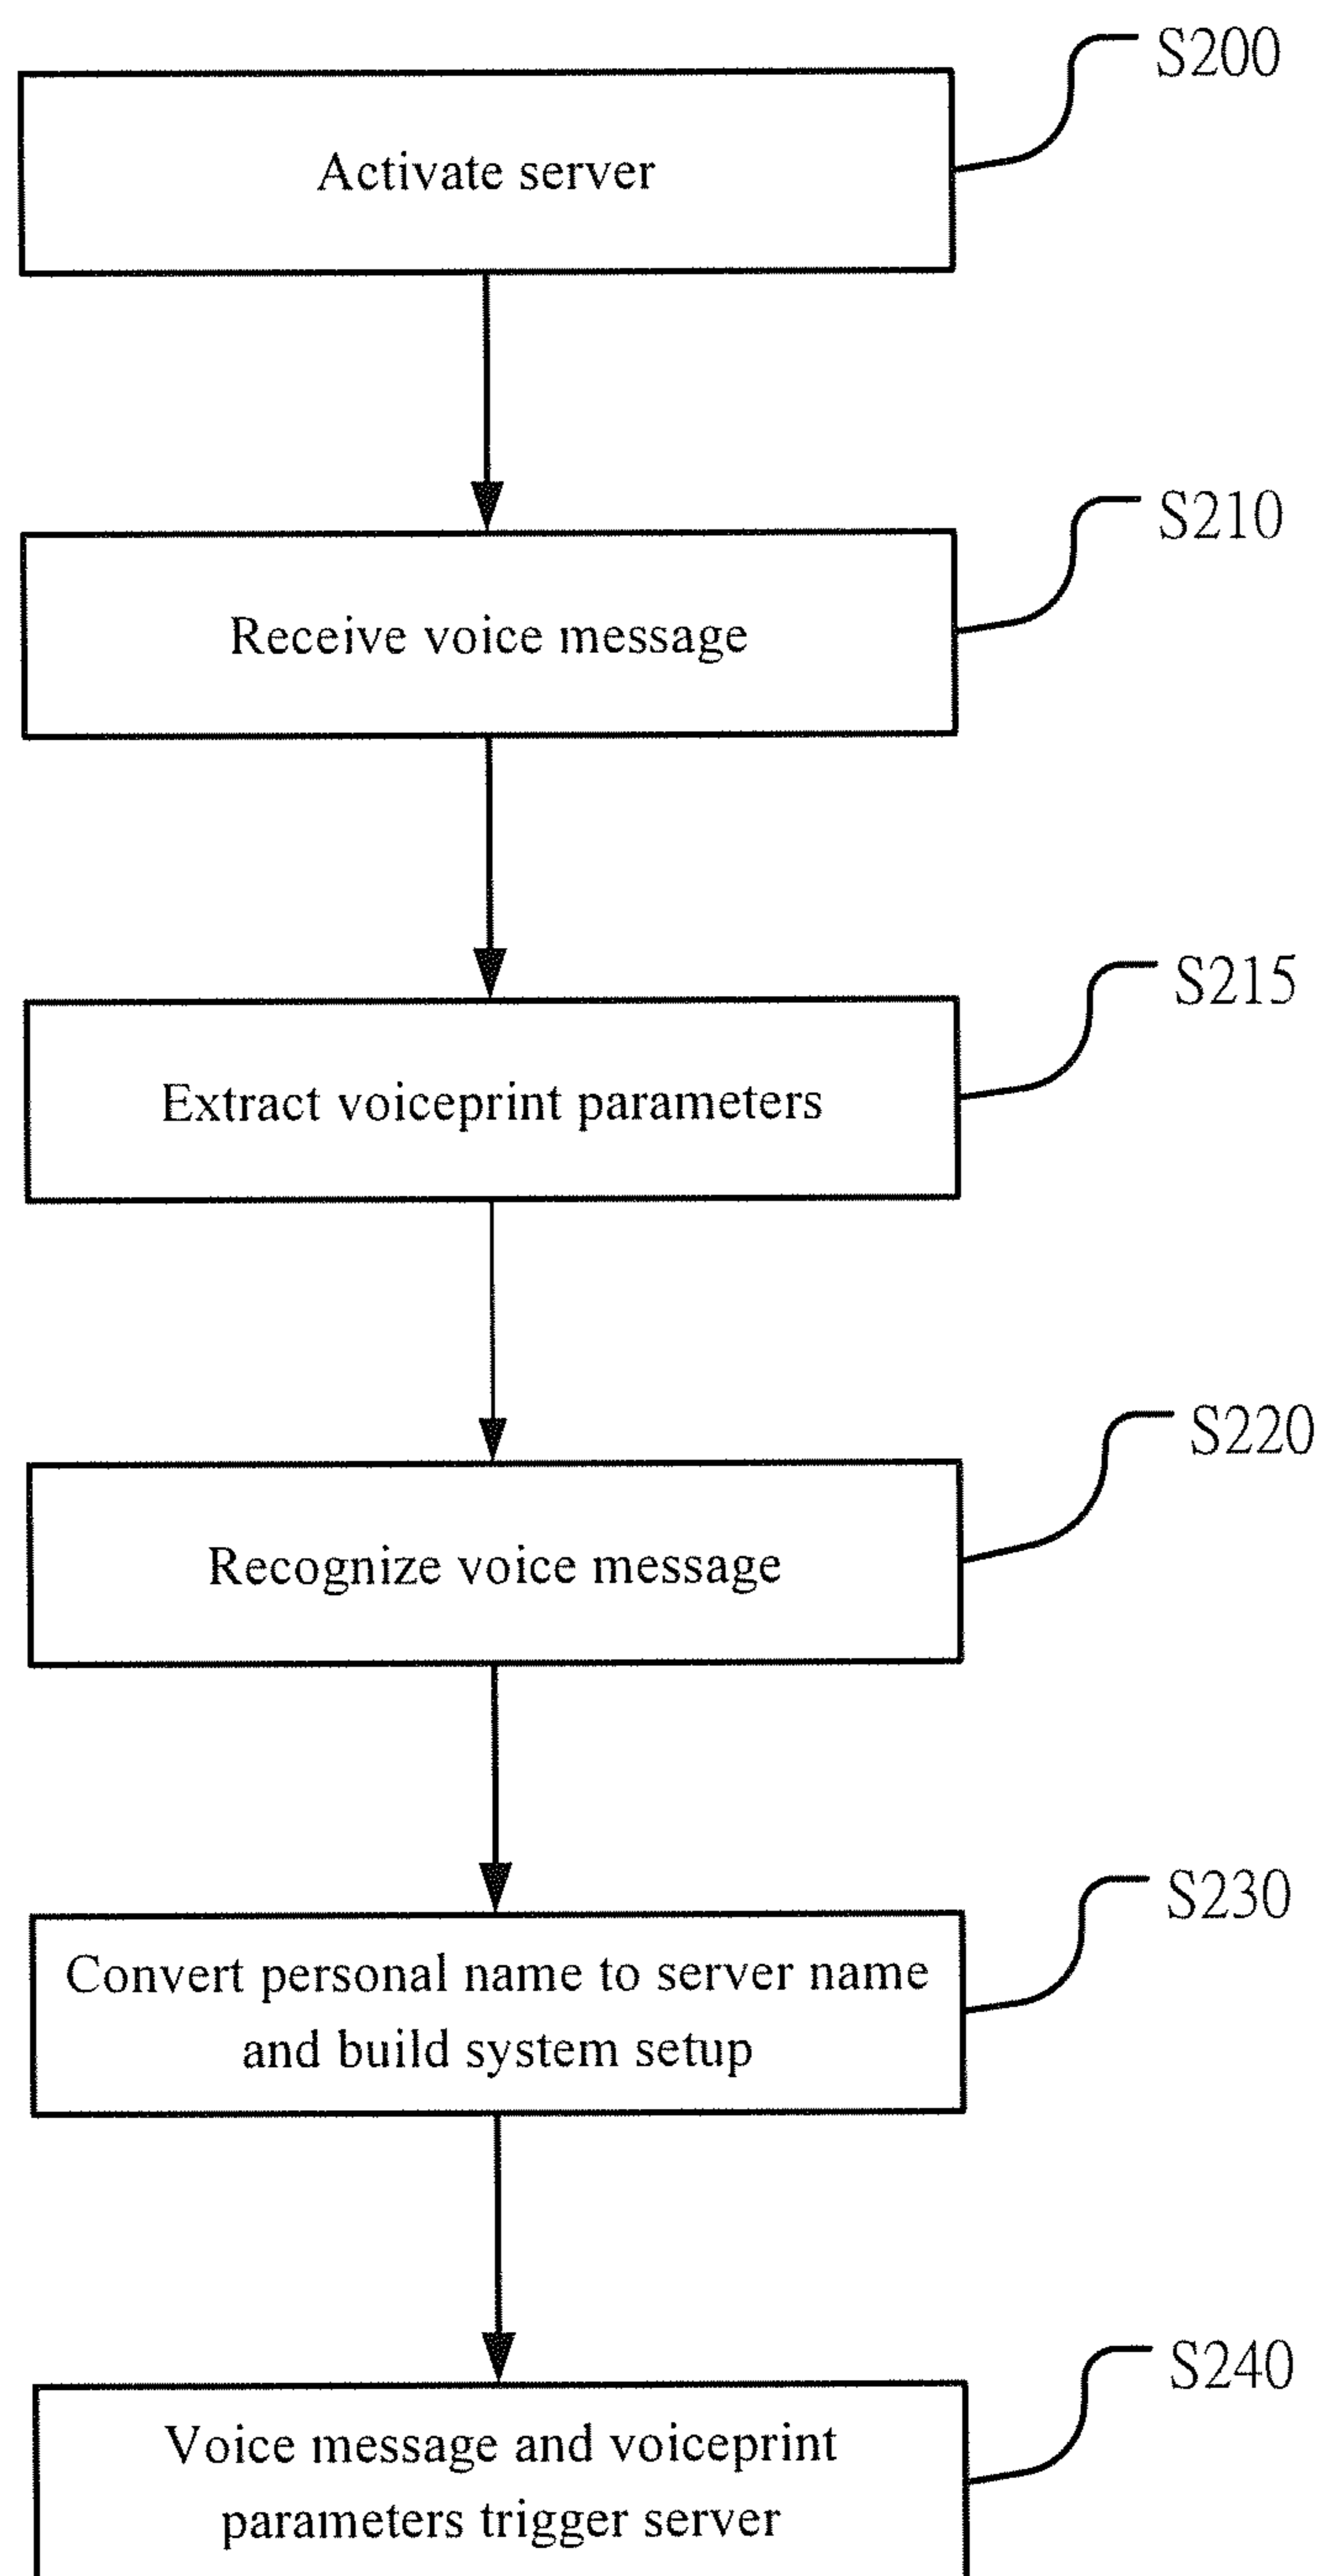 S200
Activate server
S210
Receive voice message
S215
Extract voiceprint parameters
S220
Recognize voice message
S230
Convert personal name to server name
and build system setup
S240
Voice message and voiceprint
parameters trigger server